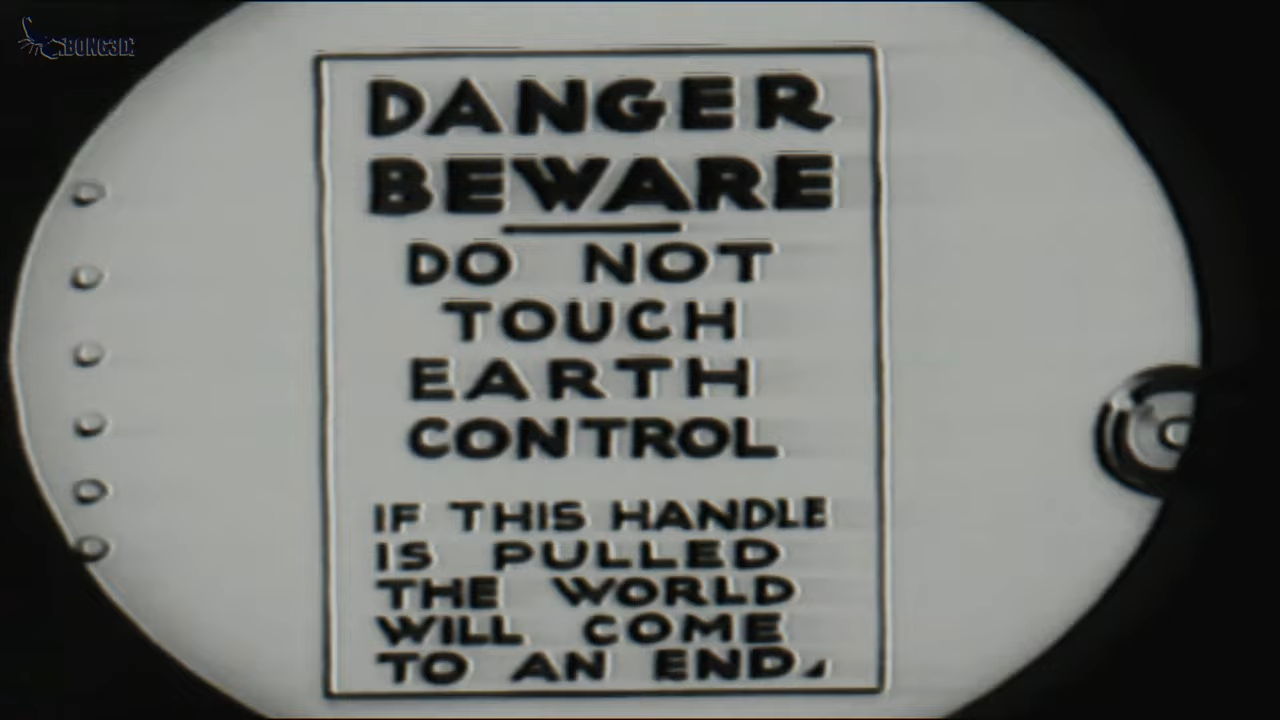 BONG3D
DANGER
BEWARE
DO NOT
TOUCH
EARTH
CONTROL
IF THIS HANDLE
IS PULLED
THE WORLD
WILL COME
TO AN END.